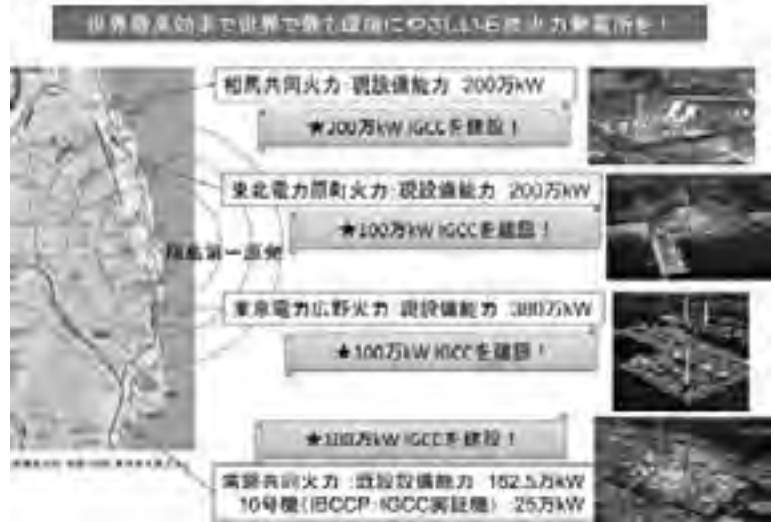 世界最高効率で世界で最も環境にやさしい石炭火力発電所を!
相馬共同火力:現設備能力 200万kW
★200万kW IGCCを建設!
東北電力原町火力:現設備能力 200万kW
★100万kW IGCCを建設!
福島第一原発
東京電力広野火力:現設備能力 380万kW
★100万kW IGCCを建設!
★100万kW IGCCを建設!
常磐共同火力:既設設備能力 162.5万kW
10号機( IGCC実証機) 25万kW